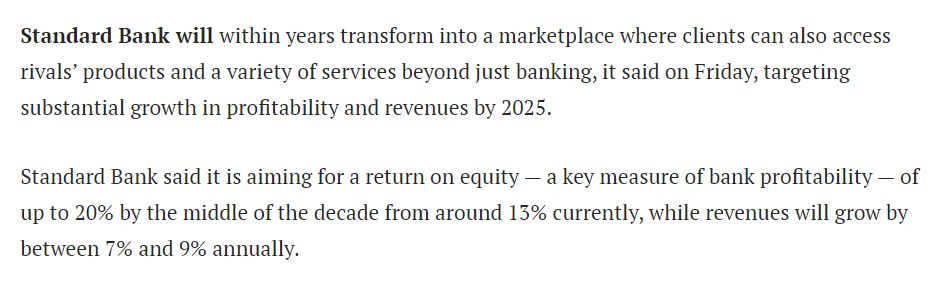 Standard Bank will within years transform into a marketplace where clients can also access
rivals’ products and a variety of services beyond just banking, it said on Friday, targeting
substantial growth in profitability and revenues by 2025.
Standard Bank said it is aiming for a return on equity — a key measure of bank profitability — of
up to 20% by the middle of the decade from around 13% currently, while revenues will grow by
between 7% and 9% annually.